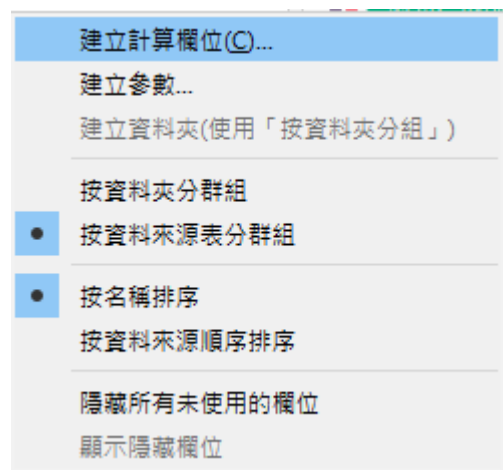 建立計算欄位(C)...
建立參數...
建立資料夾(使用「按資料夾分組」)
按資料夾分群組
按資料來源表分群組
按名稱排序
按資料來源順序排序
隱藏所有未使用的欄位
顯示隱藏欄位